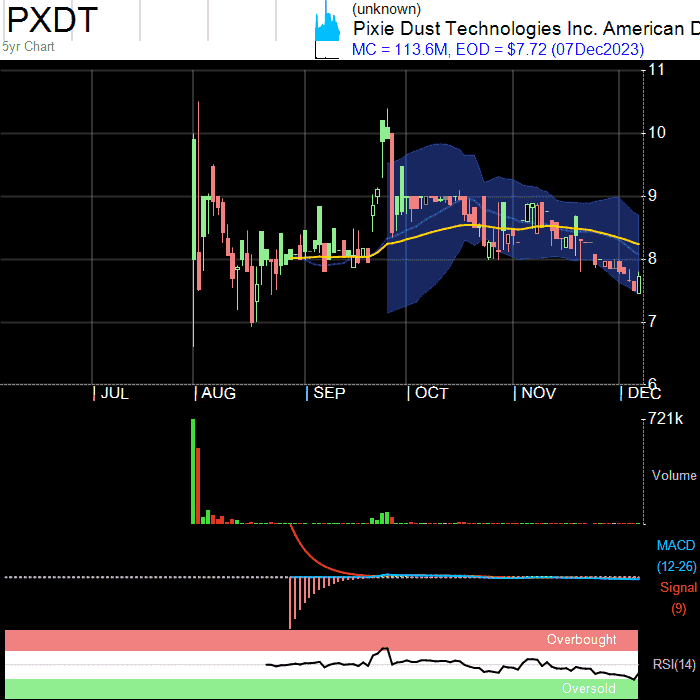 PXDT
5yr Chart
(unknown)
Pixie Dust Technologies Inc. American D
MC = 113.6M, EOD = $7.72 (07Dec2023)
11
10
9
8
7
6
JUL AUG SEP OCT NOV DEC
721k
Volume
MACD
(12-26)
Signal
(9)
Overbought
RSI(14)
Oversold